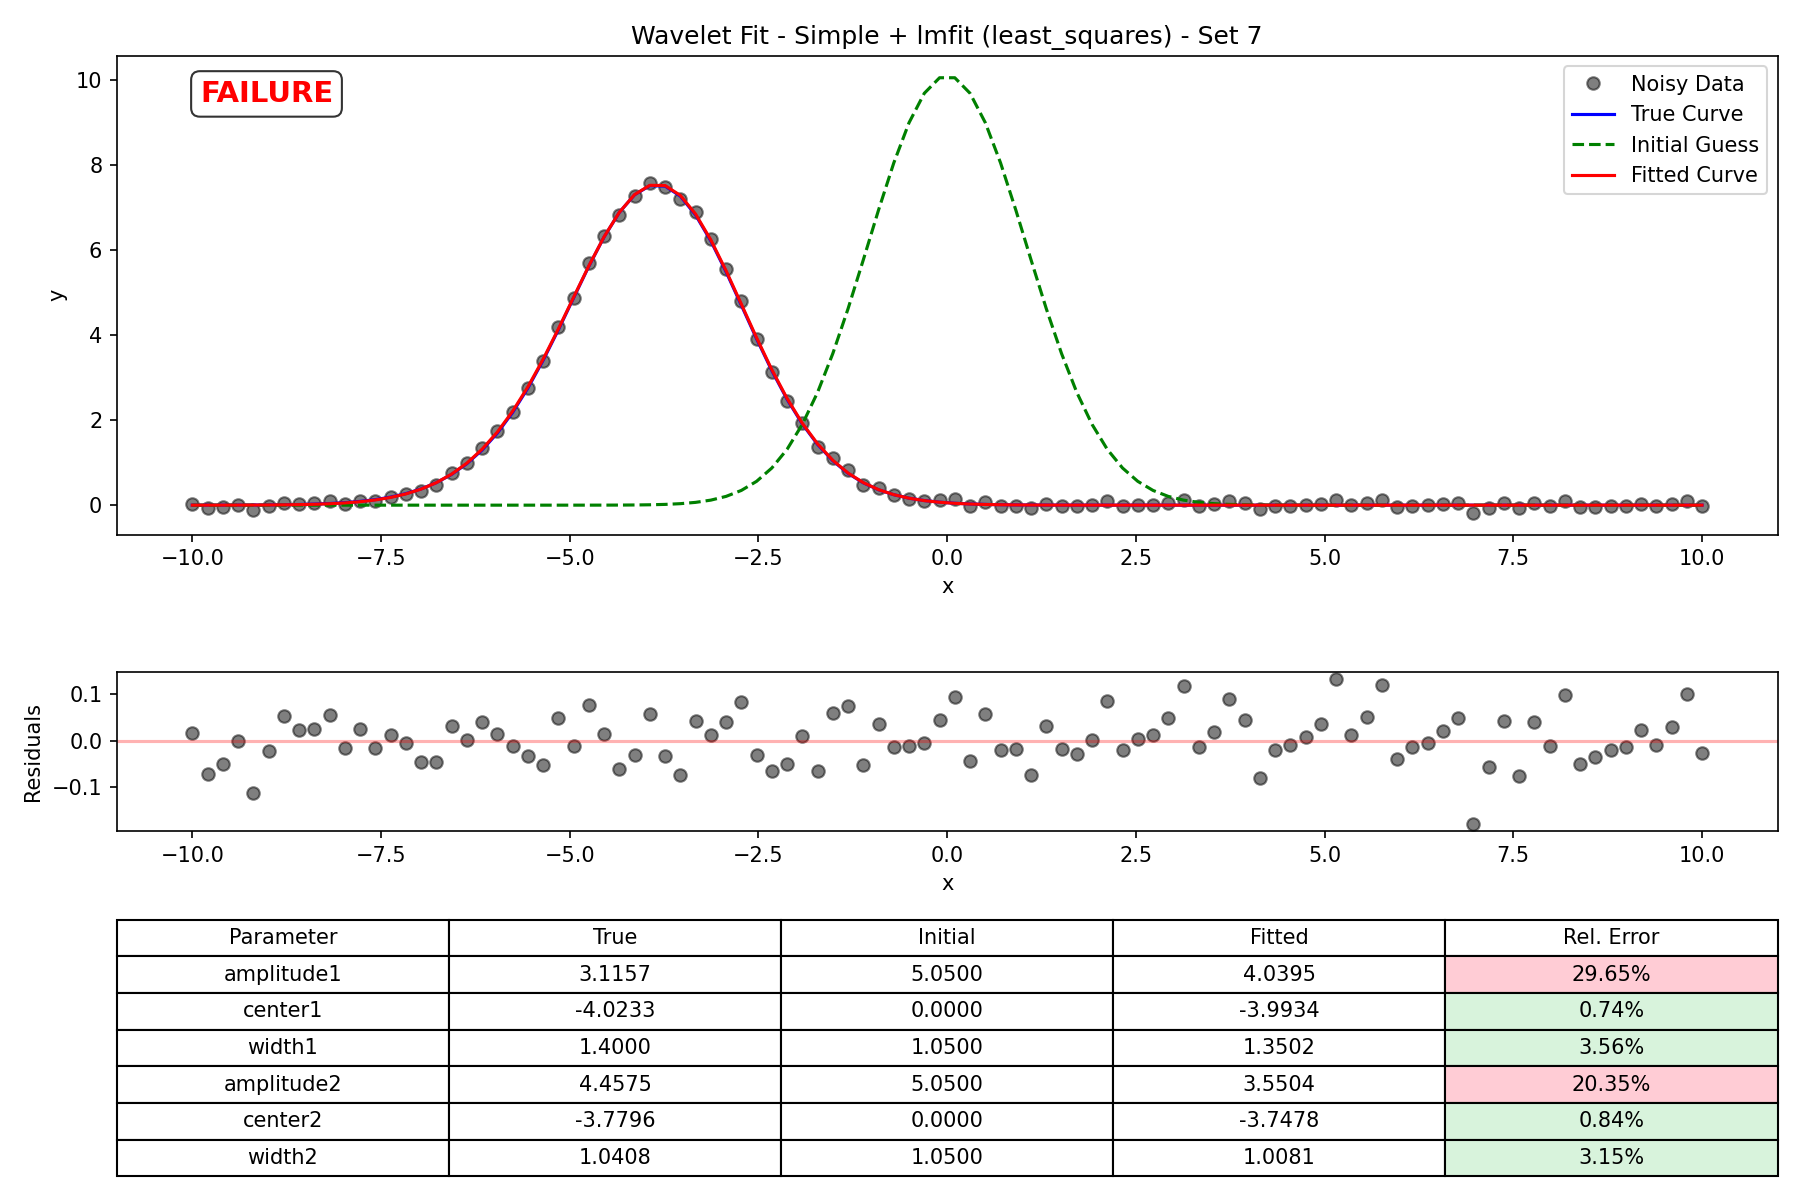 Wavelet Fit - Simple + lmfit (least_squares) - Set 7
FAILURE
Noisy Data
True Curve
Initial Guess
Fitted Curve
10
8
6
4
2
0
y
−10.0 −7.5 −5.0 −2.5 0.0 2.5 5.0 7.5 10.0
x
0.1
0.0
−0.1
Residuals
−10.0 −7.5 −5.0 −2.5 0.0 2.5 5.0 7.5 10.0
x
Parameter True Initial Fitted Rel. Error
amplitude1 3.1157 5.0500 4.0395 29.65%
center1 -4.0233 0.0000 -3.9934 0.74%
width1 1.4000 1.0500 1.3502 3.56%
amplitude2 4.4575 5.0500 3.5504 20.35%
center2 -3.7796 0.0000 -3.7478 0.84%
width2 1.0408 1.0500 1.0081 3.15%